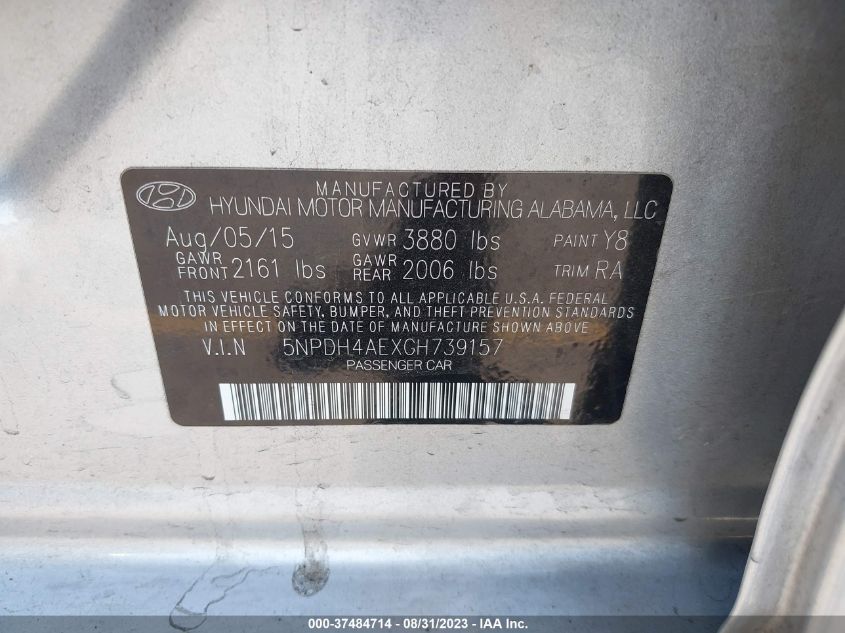 MANUFACTURED BY
HYUNDAI MOTOR MANUFACTURING ALABAMA, LLC
Aug/05/15 GVWR 3880 lbs PAINT Y8
GAWR FRONT 2161 lbs GAWR REAR 2006 lbs TRIM RA
THIS VEHICLE CONFORMS TO ALL APPLICABLE U.S.A. FEDERAL
MOTOR VEHICLE SAFETY, BUMPER, AND THEFT PREVENTION STANDARDS
IN EFFECT ON THE DATE OF MANUFACTURE SHOWN ABOVE
V.I.N 5NPDH4AEXGH739157
PASSENGER CAR
000-37484714 - 08/31/2023 - IAAI.com